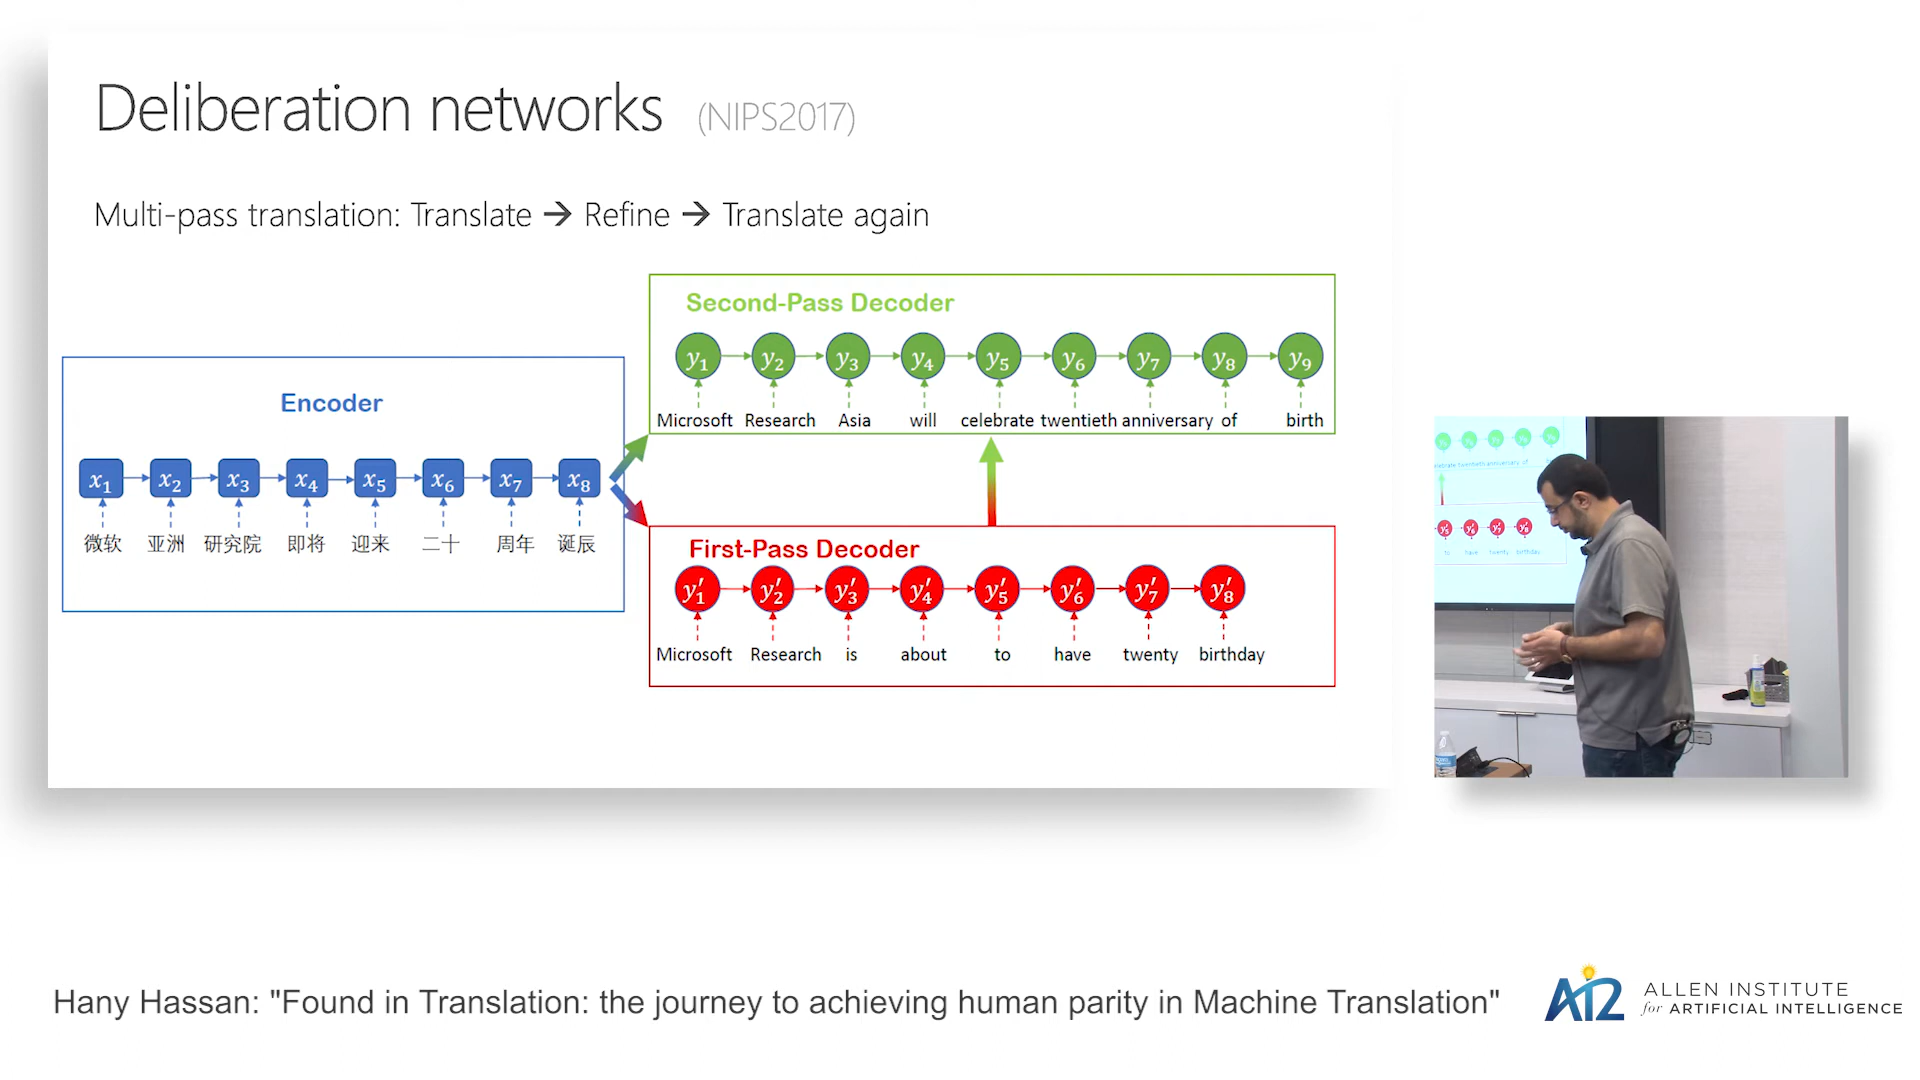 Deliberation networks (NIPS2017)
Multi-pass translation: Translate → Refine → Translate again
Second-Pass Decoder
y1 y2 y3 y4 y5 y6 y7 y8 y9
Microsoft Research Asia will celebrate twentieth anniversary of birth
Encoder
x1 x2 x3 x4 x5 x6 x7 x8
微软 亚洲 研究院 即将 迎来 二十 周年 诞辰
First-Pass Decoder
y′1 y′2 y′3 y′4 y′5 y′6 y′7 y′8
Microsoft Research is about to have twenty birthday
Hany Hassan: "Found in Translation: the journey to achieving human parity in Machine Translation"
AI2
ALLEN INSTITUTE
for ARTIFICIAL INTELLIGENCE